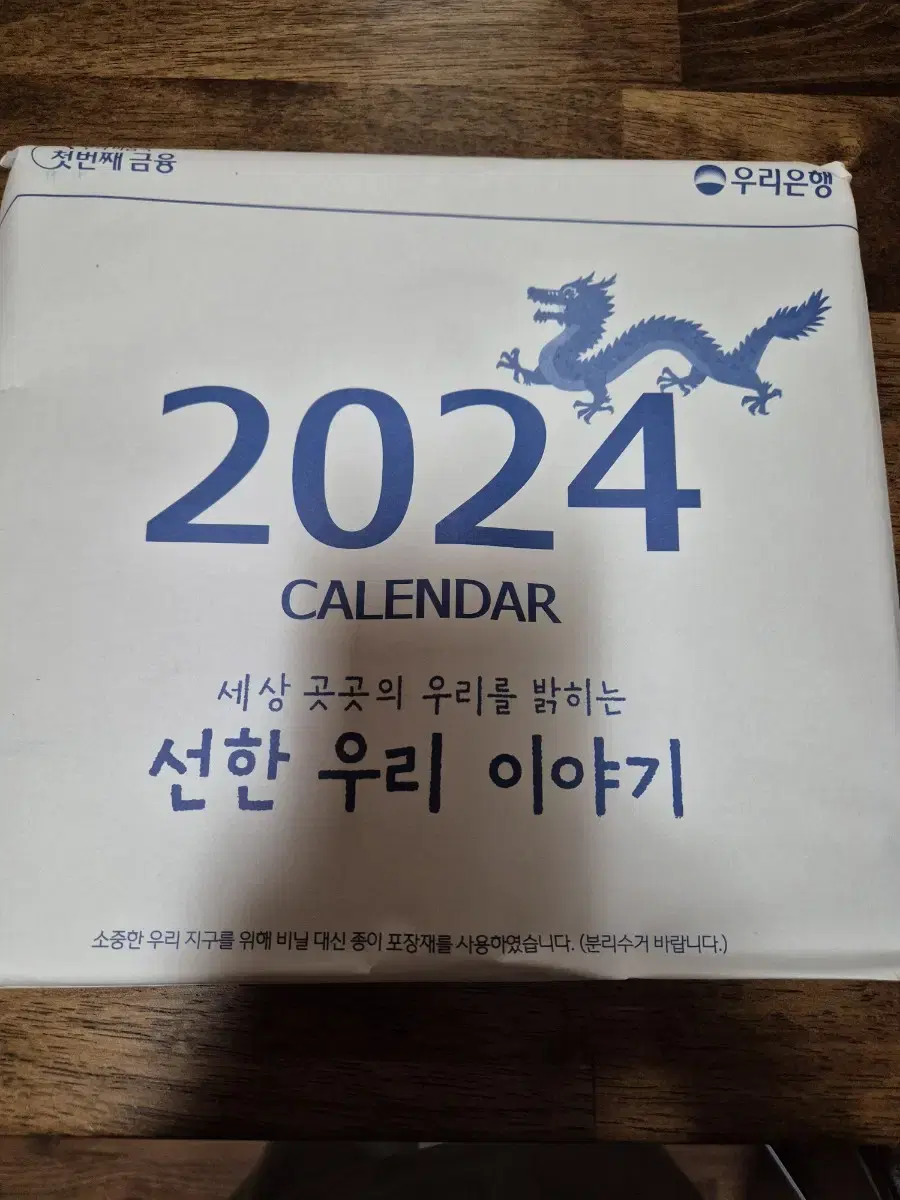 첫번째 금융
우리은행
2024
CALENDAR
세상 곳곳의 우리를 밝히는
선한 우리 이야기
소중한 우리 지구를 위해 비닐 대신 종이 포장재를 사용하였습니다. (분리수거 바랍니다.)